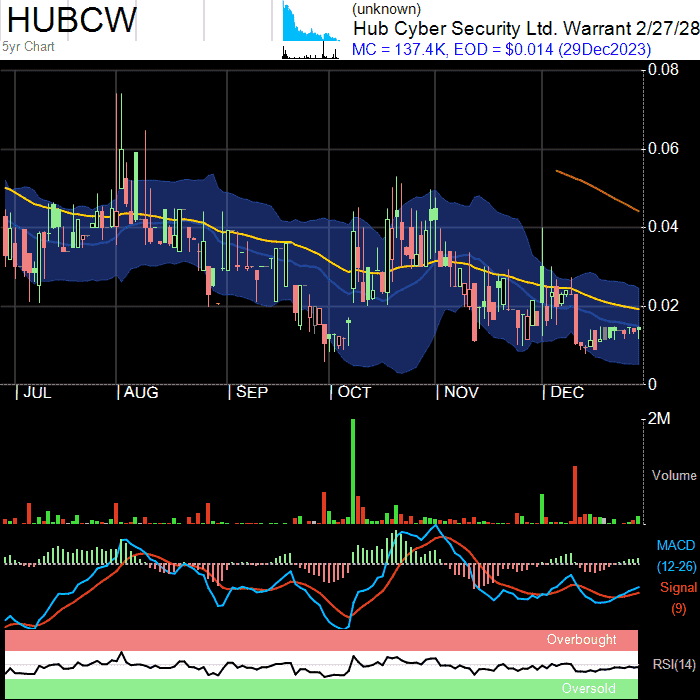 HUBCW
5yr Chart
(unknown)
Hub Cyber Security Ltd. Warrant 2/27/28
MC = 137.4K, EOD = $0.014 (29Dec2023)
0.08
0.06
0.04
0.02
0
JUL AUG SEP OCT NOV DEC
2M
Volume
MACD
(12-26)
Signal
(9)
Overbought
RSI(14)
Oversold